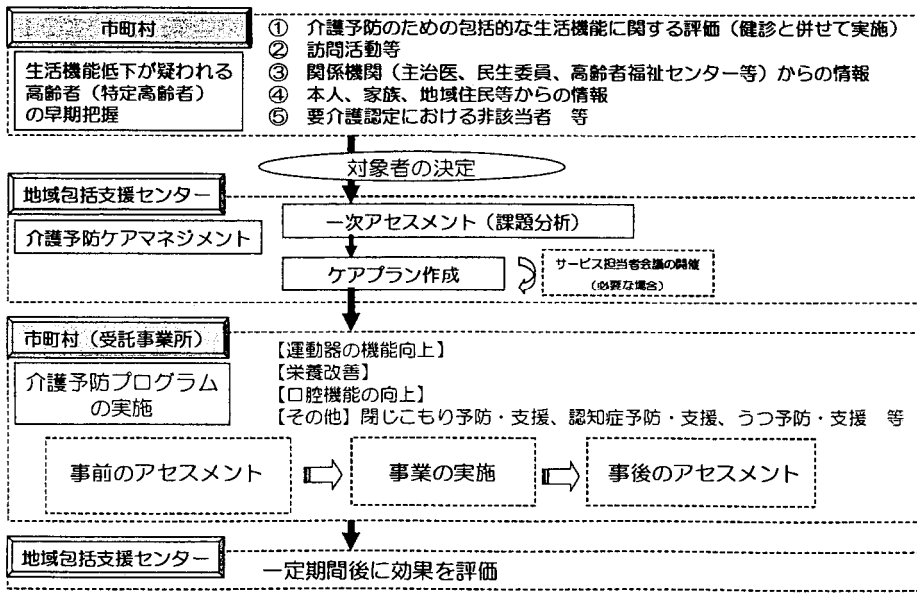 市町村
生活機能低下が疑われる
高齢者（特定高齢者）
の早期把握
① 介護予防のための包括的な生活機能に関する評価（健診と併せて実施）
② 訪問活動等
③ 関係機関（主治医、民生委員、高齢者福祉センター等）からの情報
④ 本人、家族、地域住民等からの情報
⑤ 要介護認定における非該当者 等
対象者の決定
地域包括支援センター
介護予防ケアマネジメント
一次アセスメント（課題分析）
ケアプラン作成
サービス担当者会議の開催
（必要な場合）
市町村（受託事業所）
介護予防プログラム
の実施
【運動器の機能向上】
【栄養改善】
【口腔機能の向上】
【その他】閉じこもり予防・支援、認知症予防・支援、うつ予防・支援 等
事前のアセスメント
事業の実施
事後のアセスメント
地域包括支援センター
一定期間後に効果を評価